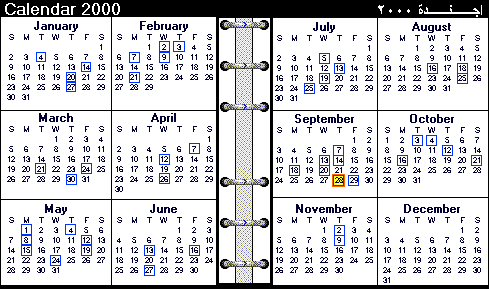 Calendar 2000
اجـنـــدة ٢٠٠٠
January
S M T W T F S
1
2 3 4 5 6 7 8
9 10 11 12 13 14 15
16 17 18 19 20 21 22
23 24 25 26 27 28 29
30 31
February
S M T W T F S
1 2 3 4 5
6 7 8 9 10 11 12
13 14 15 16 17 18 19
20 21 22 23 24 25 26
27 28 29
March
S M T W T F S
1 2 3 4
5 6 7 8 9 10 11
12 13 14 15 16 17 18
19 20 21 22 23 24 25
26 27 28 29 30 31
April
S M T W T F S
1
2 3 4 5 6 7 8
9 10 11 12 13 14 15
16 17 18 19 20 21 22
23 24 25 26 27 28 29
30
May
S M T W T F S
1 2 3 4 5 6
7 8 9 10 11 12 13
14 15 16 17 18 19 20
21 22 23 24 25 26 27
28 29 30 31
June
S M T W T F S
1 2 3
4 5 6 7 8 9 10
11 12 13 14 15 16 17
18 19 20 21 22 23 24
25 26 27 28 29 30
July
S M T W T F S
1
2 3 4 5 6 7 8
9 10 11 12 13 14 15
16 17 18 19 20 21 22
23 24 25 26 27 28 29
30 31
August
S M T W T F S
1 2 3 4 5
6 7 8 9 10 11 12
13 14 15 16 17 18 19
20 21 22 23 24 25 26
27 28 29 30 31
September
S M T W T F S
1 2
3 4 5 6 7 8 9
10 11 12 13 14 15 16
17 18 19 20 21 22 23
24 25 26 27 28 29 30
October
S M T W T F S
1 2 3 4 5 6 7
8 9 10 11 12 13 14
15 16 17 18 19 20 21
22 23 24 25 26 27 28
29 30 31
November
S M T W T F S
1 2 3 4
5 6 7 8 9 10 11
12 13 14 15 16 17 18
19 20 21 22 23 24 25
26 27 28 29 30
December
S M T W T F S
1 2
3 4 5 6 7 8 9
10 11 12 13 14 15 16
17 18 19 20 21 22 23
24 25 26 27 28 29 30
31